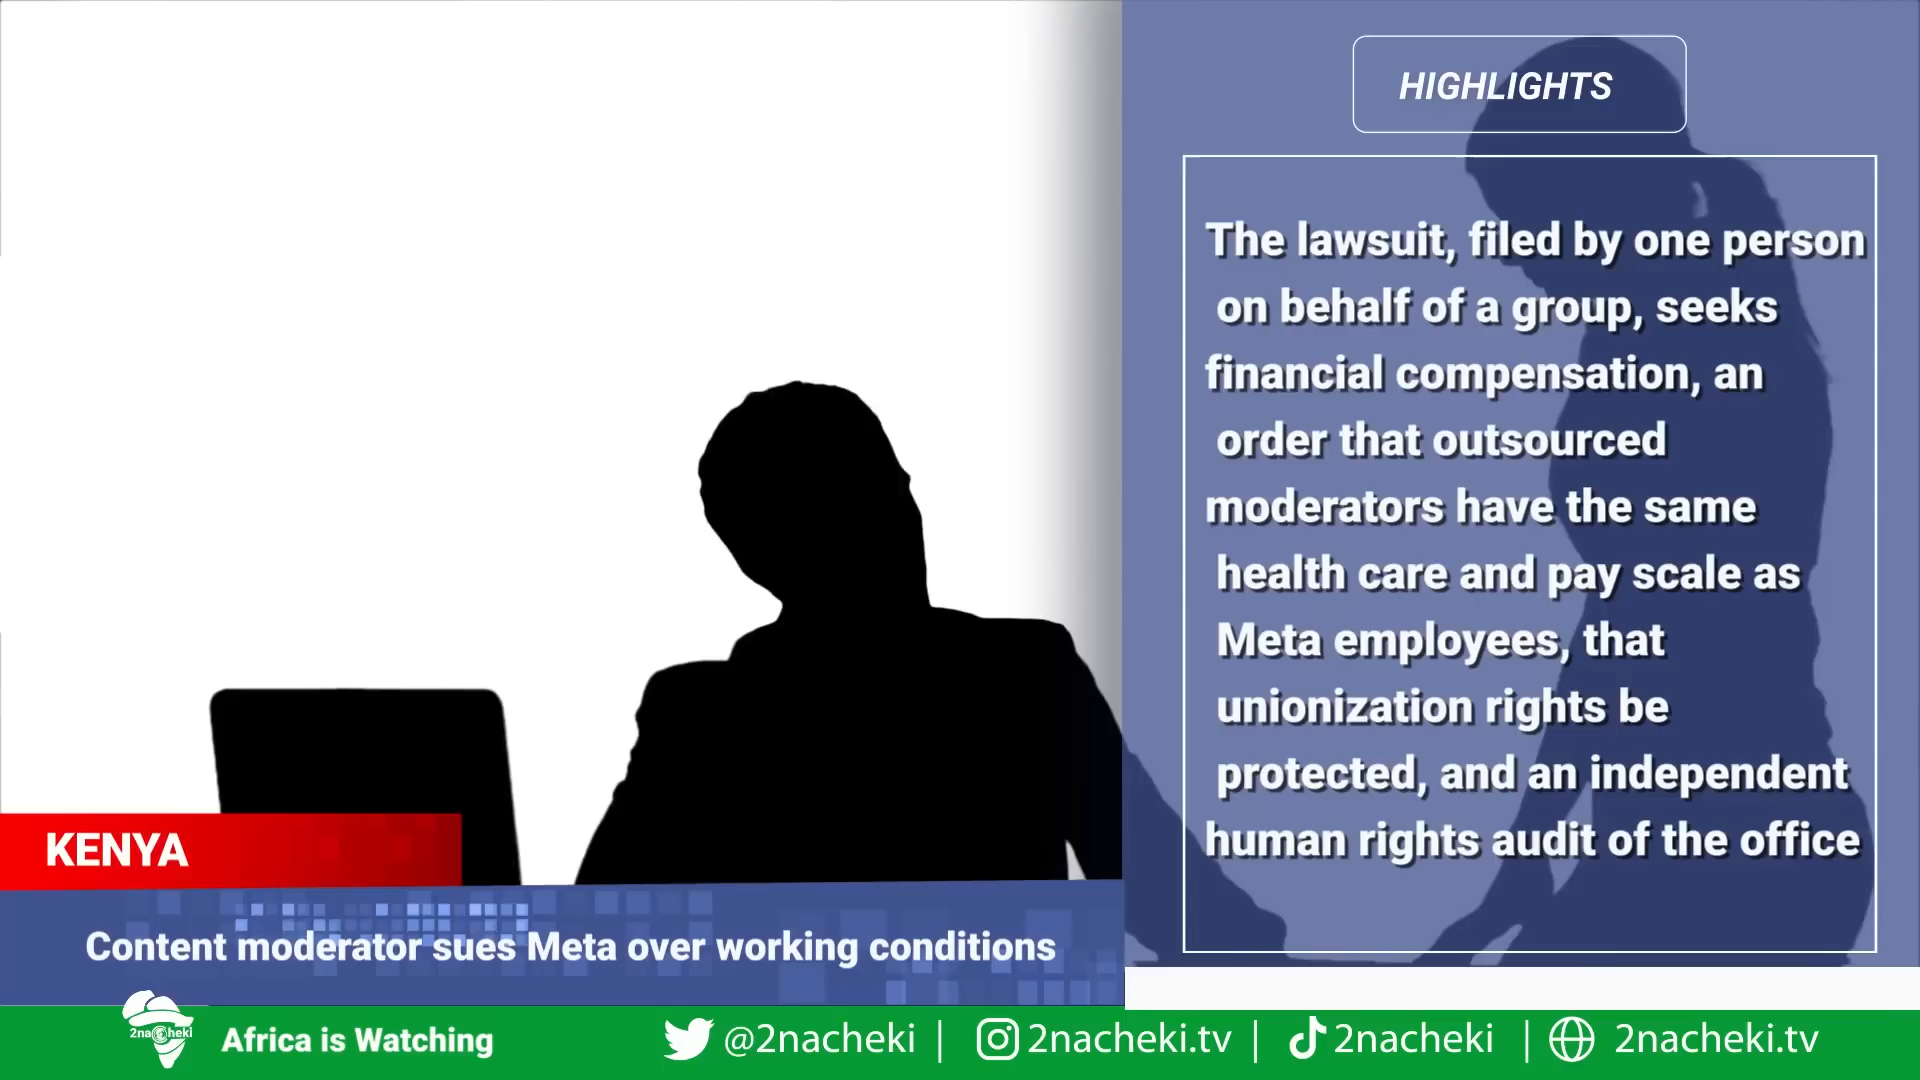 HIGHLIGHTS
The lawsuit, filed by one person
on behalf of a group, seeks
financial compensation, an
order that outsourced
moderators have the same
health care and pay scale as
Meta employees, that
unionization rights be
protected, and an independent
human rights audit of the office
KENYA
Content moderator sues Meta over working conditions
2nacheki
Africa is Watching
@2nacheki | 2nacheki.tv | 2nacheki | 2nacheki.tv